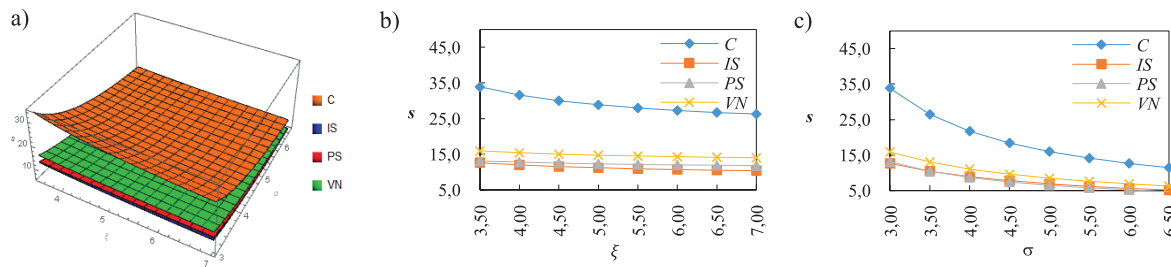 a)
30
s 20
10
4
5
6
7
ξ
3
4
5
6
σ
C
IS
PS
VN
b)
45,0
35,0
s 25,0
15,0
5,0
3,50 4,00 4,50 5,00 5,50 6,00 6,50 7,00
ξ
C
IS
PS
VN
c)
45,0
35,0
s 25,0
15,0
5,0
3,00 3,50 4,00 4,50 5,00 5,50 6,00 6,50
σ
C
IS
PS
VN